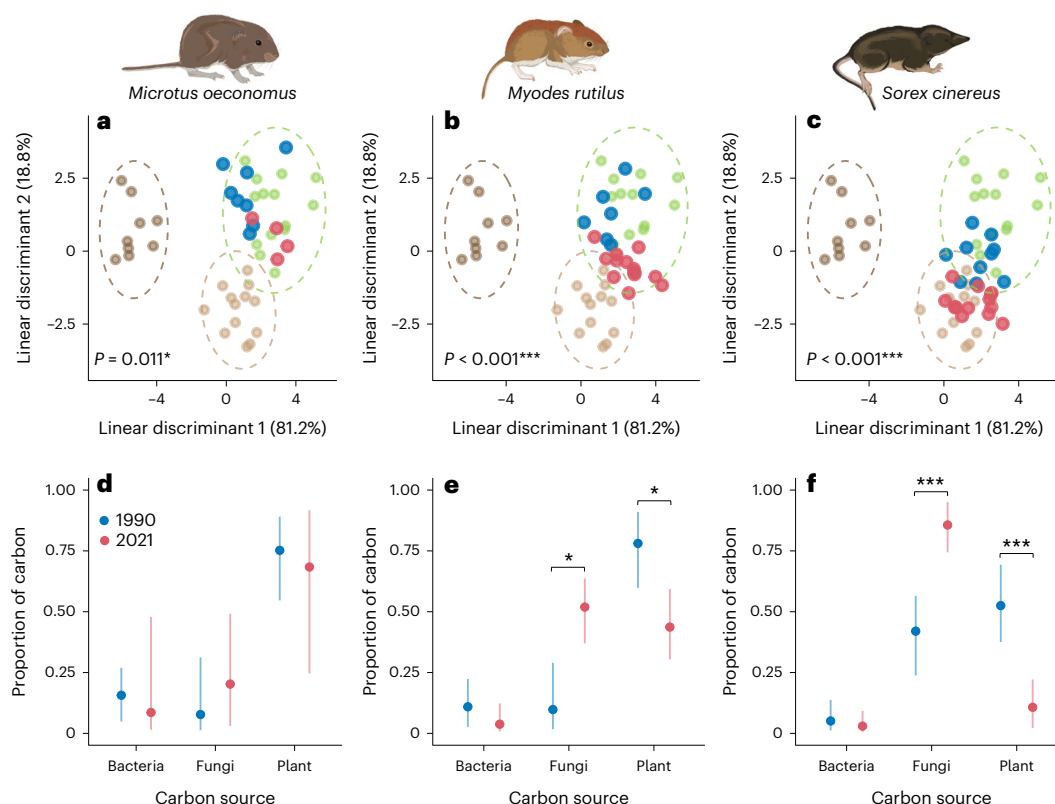 Microtus oeconomus
Myodes rutilus
Sorex cinereus
a
Linear discriminant 2 (18.8%)
2.5
0
−2.5
P = 0.011*
−4
0
4
Linear discriminant 1 (81.2%)
b
Linear discriminant 2 (18.8%)
2.5
0
−2.5
P < 0.001***
−4
0
4
Linear discriminant 1 (81.2%)
c
Linear discriminant 2 (18.8%)
2.5
0
−2.5
P < 0.001***
−4
0
4
Linear discriminant 1 (81.2%)
d
Proportion of carbon
1.00
0.75
0.50
0.25
0
1990
2021
Bacteria
Fungi
Plant
Carbon source
e
Proportion of carbon
1.00
0.75
0.50
0.25
0
*
*
Bacteria
Fungi
Plant
Carbon source
f
Proportion of carbon
1.00
0.75
0.50
0.25
0
***
***
Bacteria
Fungi
Plant
Carbon source